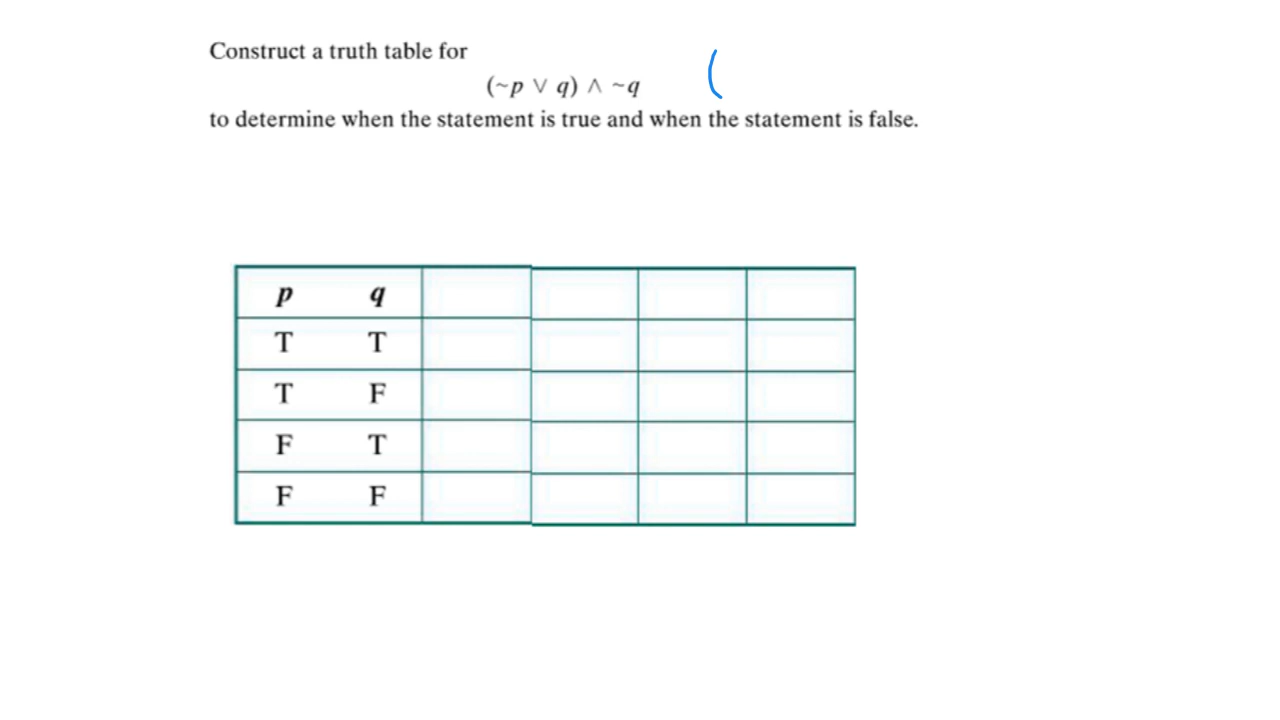 Construct a truth table for
(~p ∨ q) ∧ ~q (
to determine when the statement is true and when the statement is false.
p q
T T
T F
F T
F F